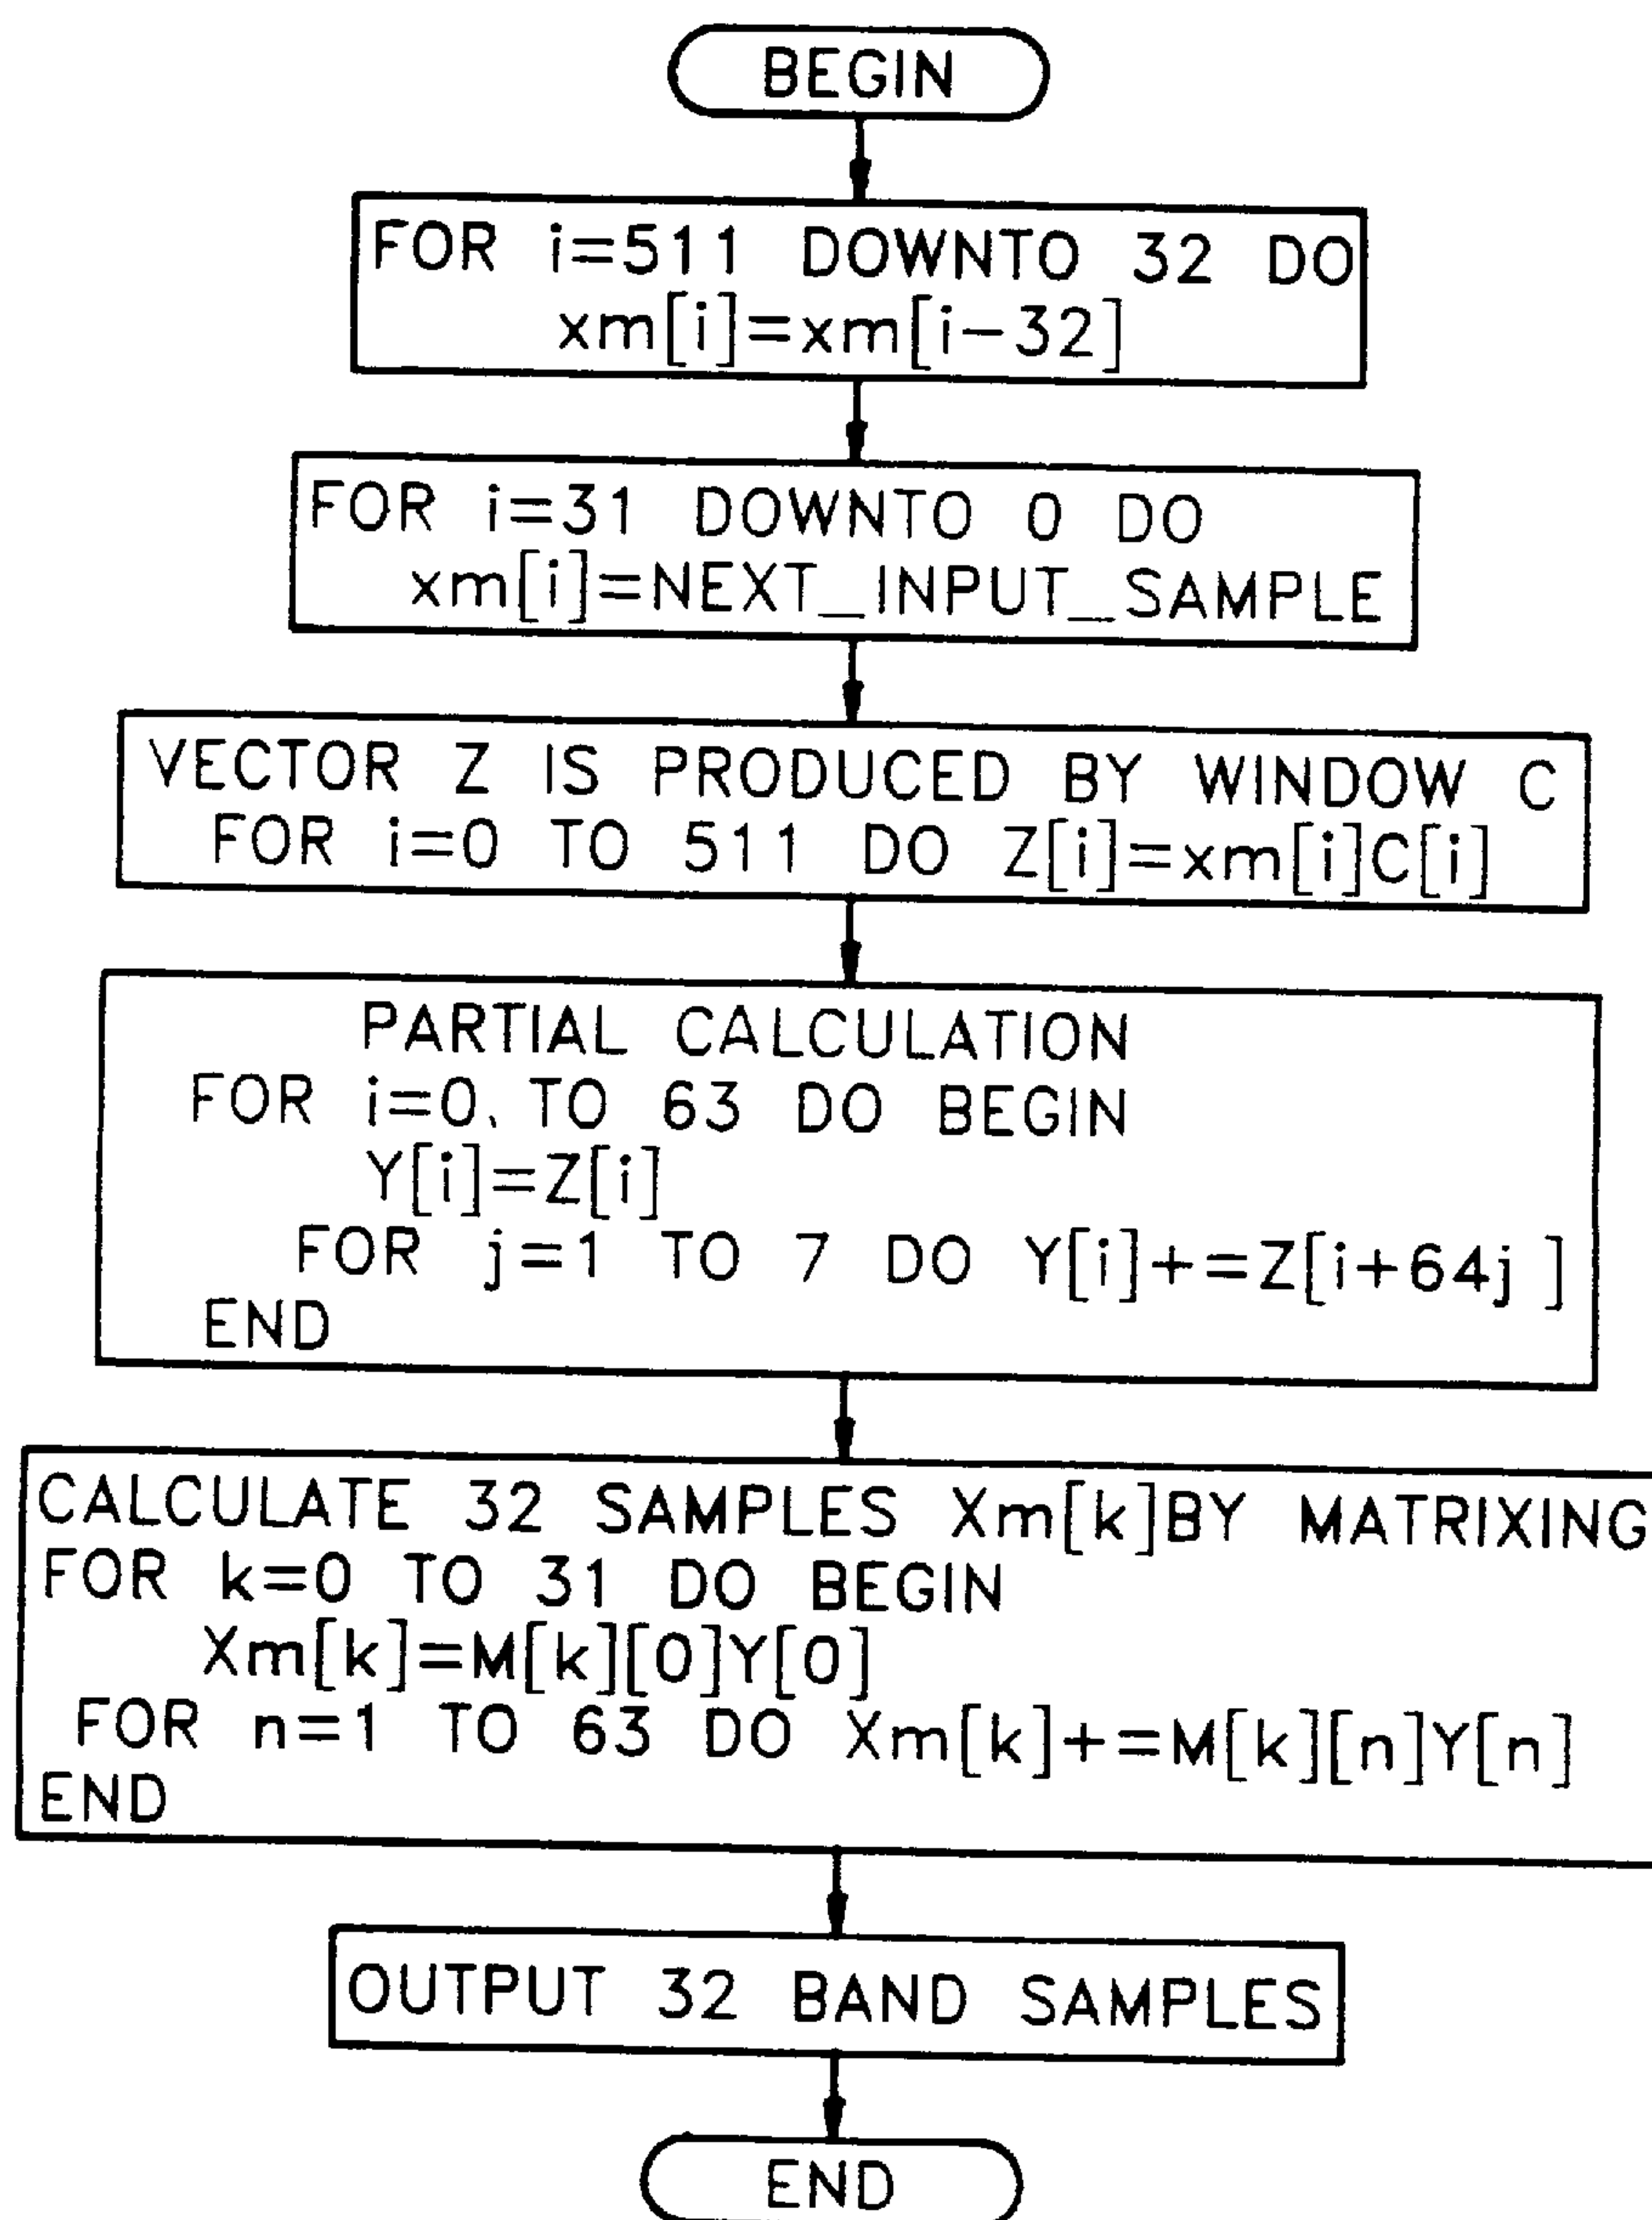 BEGIN
FOR i=511 DOWNTO 32 DO
xm[i]=xm[i-32]
FOR i=31 DOWNTO 0 DO
xm[i]=NEXT_INPUT_SAMPLE
VECTOR Z IS PRODUCED BY WINDOW C
FOR i=0 TO 511 DO Z[i]=xm[i]C[i]
PARTIAL CALCULATION
FOR i=0. TO 63 DO BEGIN
Y[i]=Z[i]
FOR j=1 TO 7 DO Y[i]+=Z[i+64j ]
END
CALCULATE 32 SAMPLES Xm[k]BY MATRIXING
FOR k=0 TO 31 DO BEGIN
Xm[k]=M[k][0]Y[0]
FOR n=1 TO 63 DO Xm[k]+=M[k][n]Y[n]
END
OUTPUT 32 BAND SAMPLES
END